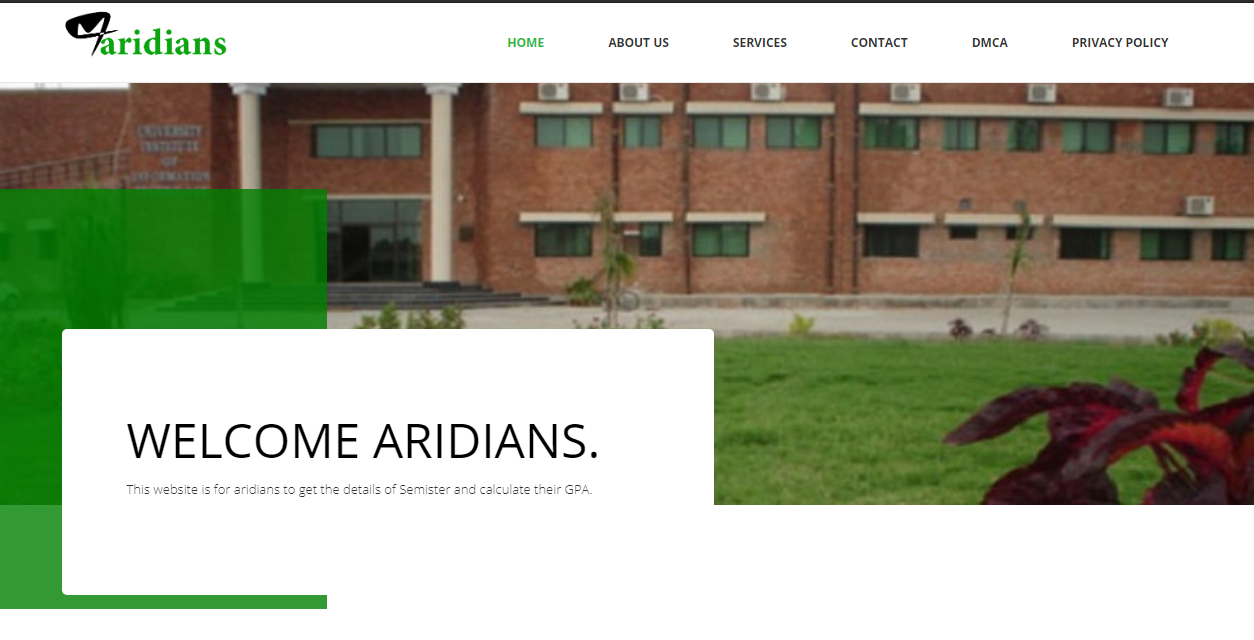 aridians
HOME ABOUT US SERVICES CONTACT DMCA PRIVACY POLICY
UNIVERSITY
INSTITUTE
OF
INFORMATION
WELCOME ARIDIANS.
This website is for aridians to get the details of Semister and calculate their GPA.